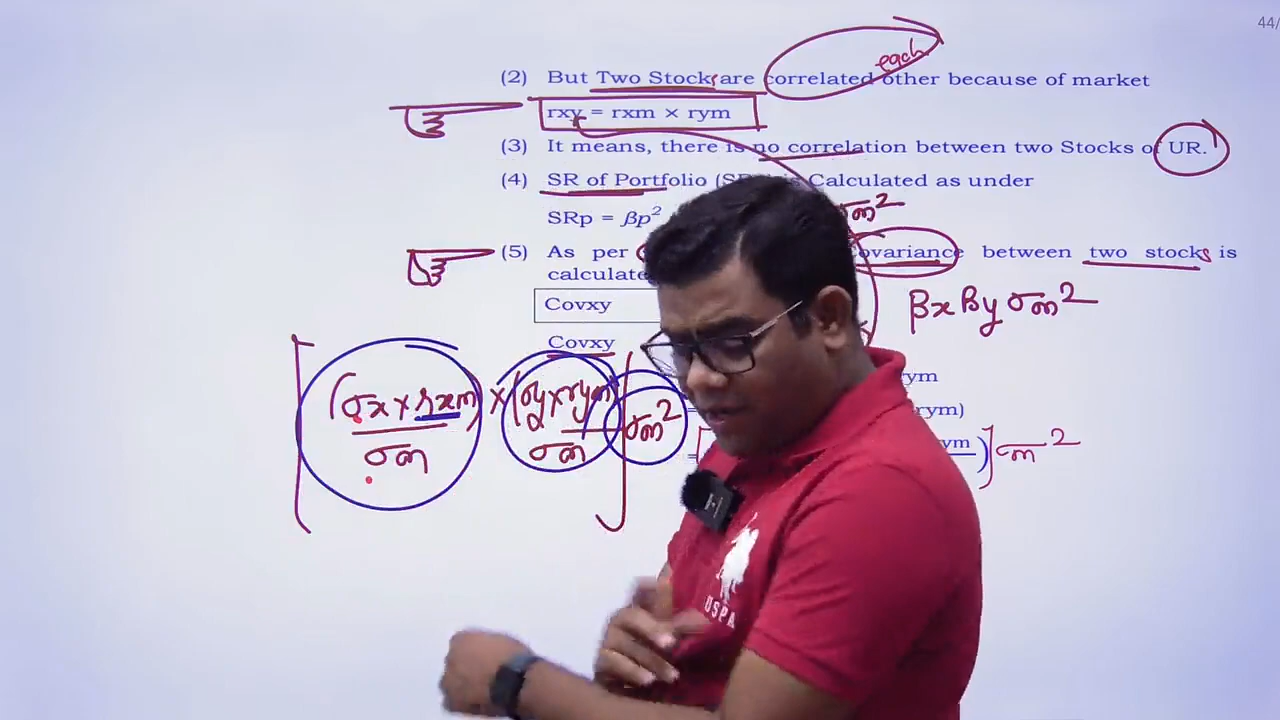 44/
each
(2) But Two Stocks are correlated other because of market
rxy = rxm × rym
(3) It means, there is no correlation between two Stocks of UR.
(4) SR of Portfolio is Calculated as under
σm²
SRp = βp²
(5) As per Covariance between two stocks is
calculate
Covxy
βx βy σm²
Covxy
rym
[(σx × rxm) / σm × (σy × rym) / σm] σm²
= rym)
= [ ym )] σm²
USPA